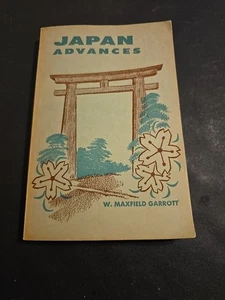 JAPAN
ADVANCES
W. MAXFIELD GARROTT